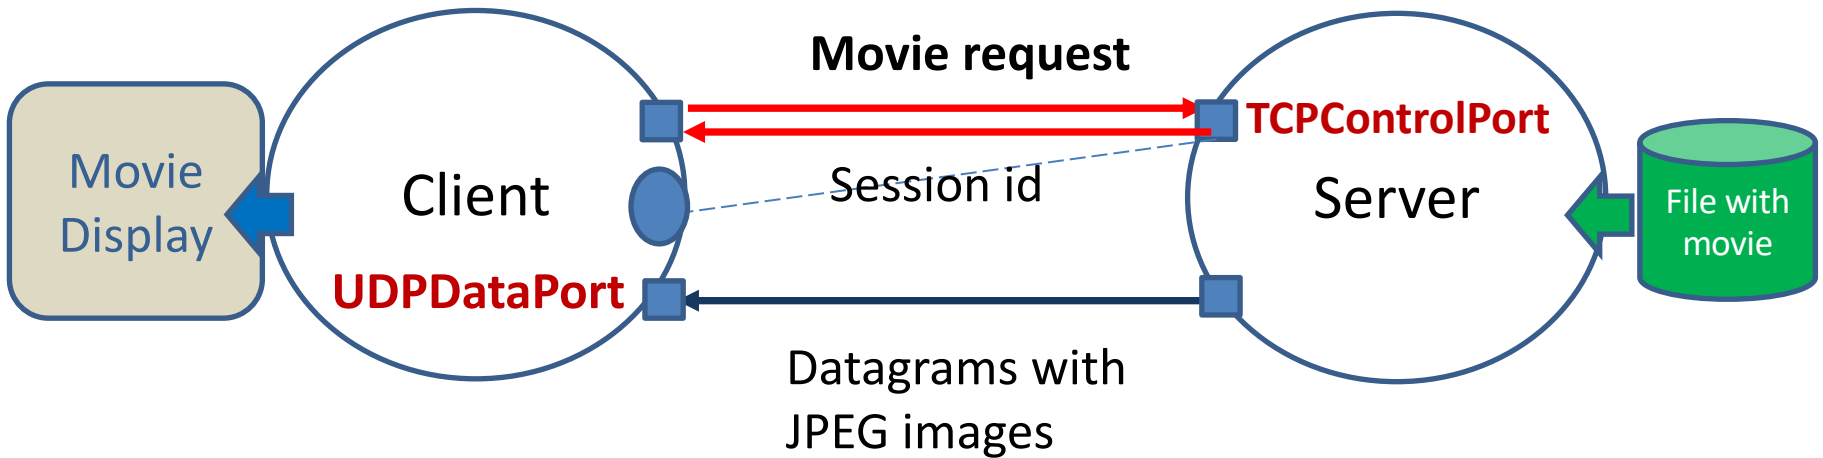 Movie request
TCPControlPort
Movie
Display
Client
Session id
Server
File with
movie
UDPDataPort
Datagrams with
JPEG images